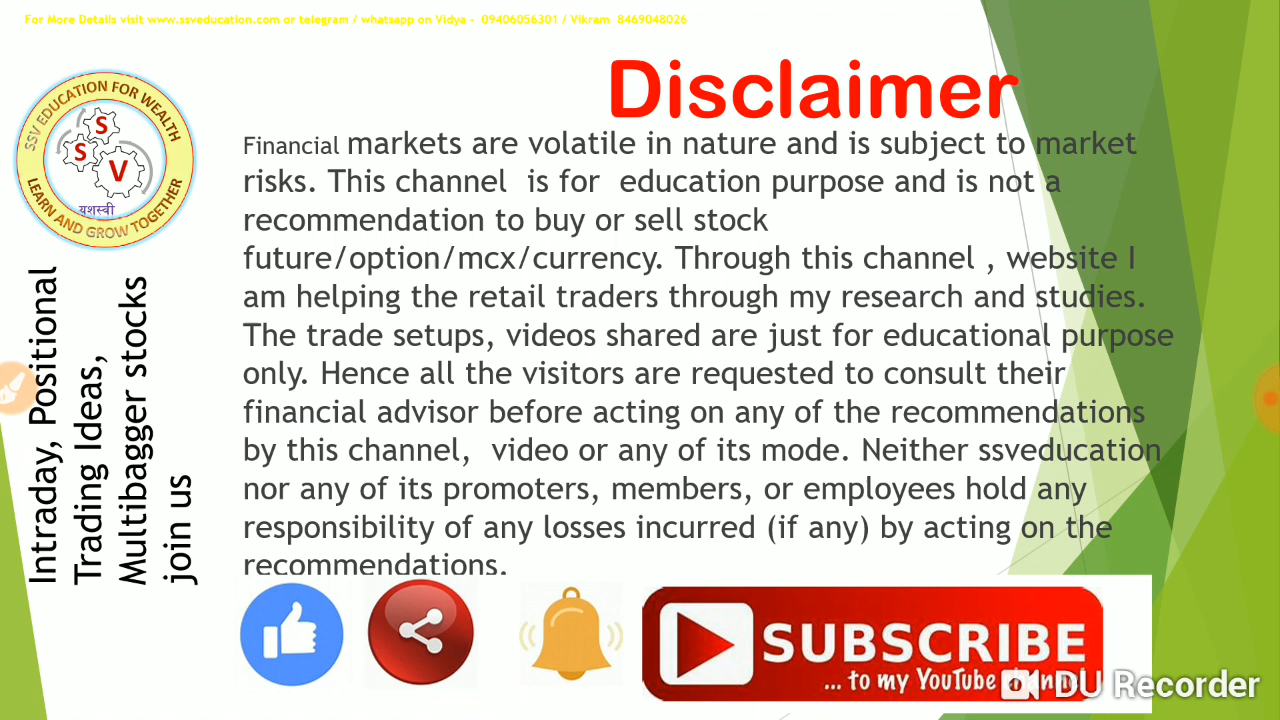 For More Details visit www.ssveducation.com or telegram / whatsapp on Vidya - 09406056301 / Vikram 8469048026
Disclaimer
SSV EDUCATION FOR WEALTH
S
S
V
यशस्वी
LEARN AND GROW TOGETHER
Intraday, Positional
Trading Ideas,
Multibagger stocks
join us
Financial markets are volatile in nature and is subject to market
risks. This channel is for education purpose and is not a
recommendation to buy or sell stock
future/option/mcx/currency. Through this channel , website I
am helping the retail traders through my research and studies.
The trade setups, videos shared are just for educational purpose
only. Hence all the visitors are requested to consult their
financial advisor before acting on any of the recommendations
by this channel, video or any of its mode. Neither ssveducation
nor any of its promoters, members, or employees hold any
responsibility of any losses incurred (if any) by acting on the
recommendations.
SUBSCRIBE
... to my YouTube channel
DU Recorder